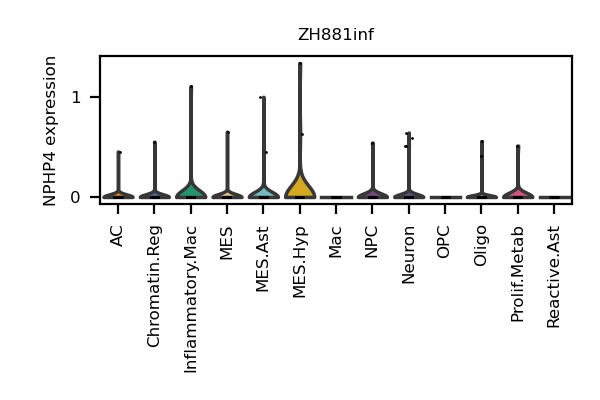 ZH881inf
NPHP4 expression
1
0
AC
Chromatin.Reg
Inflammatory.Mac
MES
MES.Ast
MES.Hyp
Mac
NPC
Neuron
OPC
Oligo
Prolif.Metab
Reactive.Ast